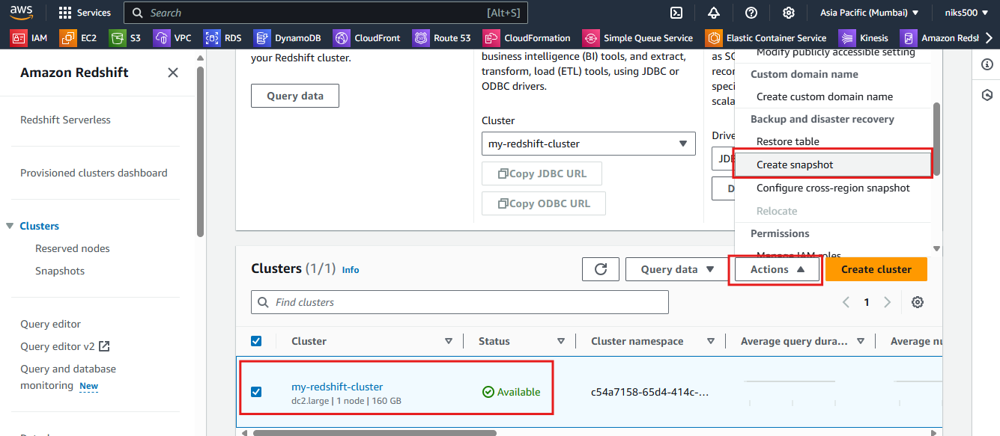 aws
Services
Search
[Alt+S]
Asia Pacific (Mumbai)
niks500
IAM
EC2
S3
VPC
RDS
DynamoDB
CloudFront
Route 53
CloudFormation
Simple Queue Service
Elastic Container Service
Kinesis
Amazon Redsh
Amazon Redshift
Redshift Serverless
Provisioned clusters dashboard
Clusters
Reserved nodes
Snapshots
Query editor
Query editor v2
Query and database
monitoring New
your Redshift cluster.
Query data
business intelligence (BI) tools, and extract,
transform, load (ETL) tools, using JDBC or
ODBC drivers.
Cluster
my-redshift-cluster
Copy JDBC URL
Copy ODBC URL
as SC
recor
speci
scala
Drive
JDB
D
Modify publicly accessible setting
Custom domain name
Create custom domain name
Backup and disaster recovery
Restore table
Create snapshot
Configure cross-region snapshot
Relocate
Permissions
Manage IAM roles
Clusters (1/1) Info
Query data
Actions
Create cluster
Find clusters
1
Cluster
Status
Cluster namespace
Average query dura...
Average nu
my-redshift-cluster
dc2.large | 1 node | 160 GB
Available
c54a7158-65d4-414c-...